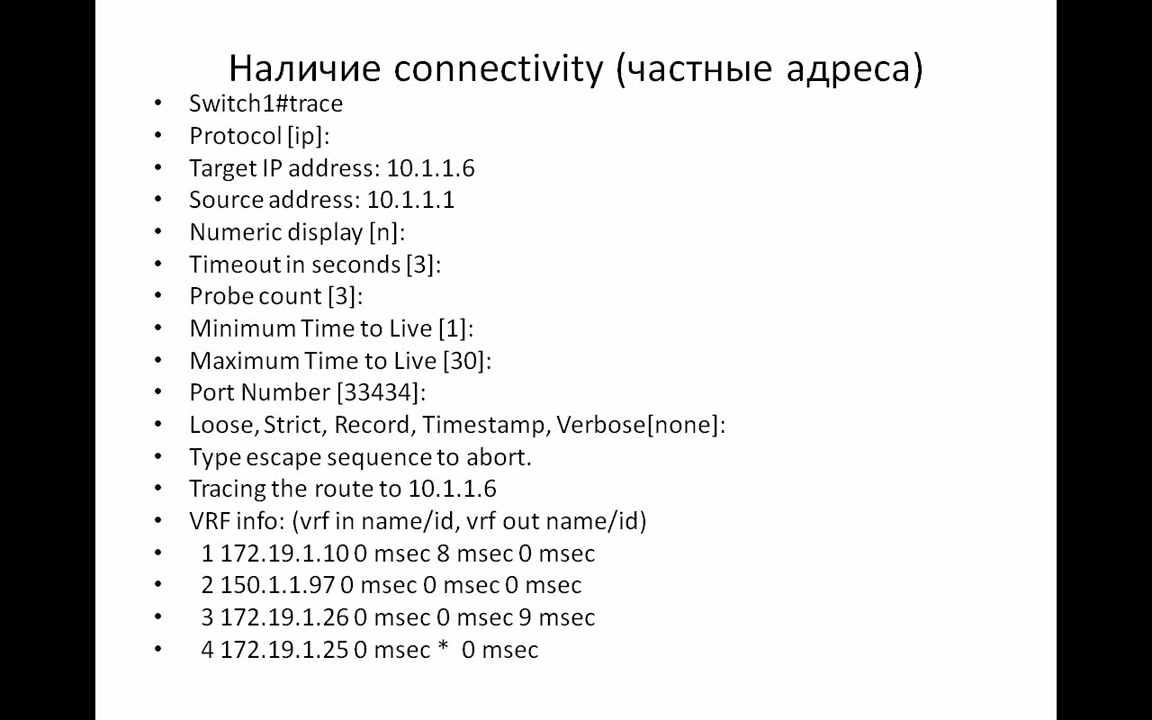 Наличие connectivity (частные адреса)
• Switch1#trace
• Protocol [ip]:
• Target IP address: 10.1.1.6
• Source address: 10.1.1.1
• Numeric display [n]:
• Timeout in seconds [3]:
• Probe count [3]:
• Minimum Time to Live [1]:
• Maximum Time to Live [30]:
• Port Number [33434]:
• Loose, Strict, Record, Timestamp, Verbose[none]:
• Type escape sequence to abort.
• Tracing the route to 10.1.1.6
• VRF info: (vrf in name/id, vrf out name/id)
• 1 172.19.1.10 0 msec 8 msec 0 msec
• 2 150.1.1.97 0 msec 0 msec 0 msec
• 3 172.19.1.26 0 msec 0 msec 9 msec
• 4 172.19.1.25 0 msec * 0 msec